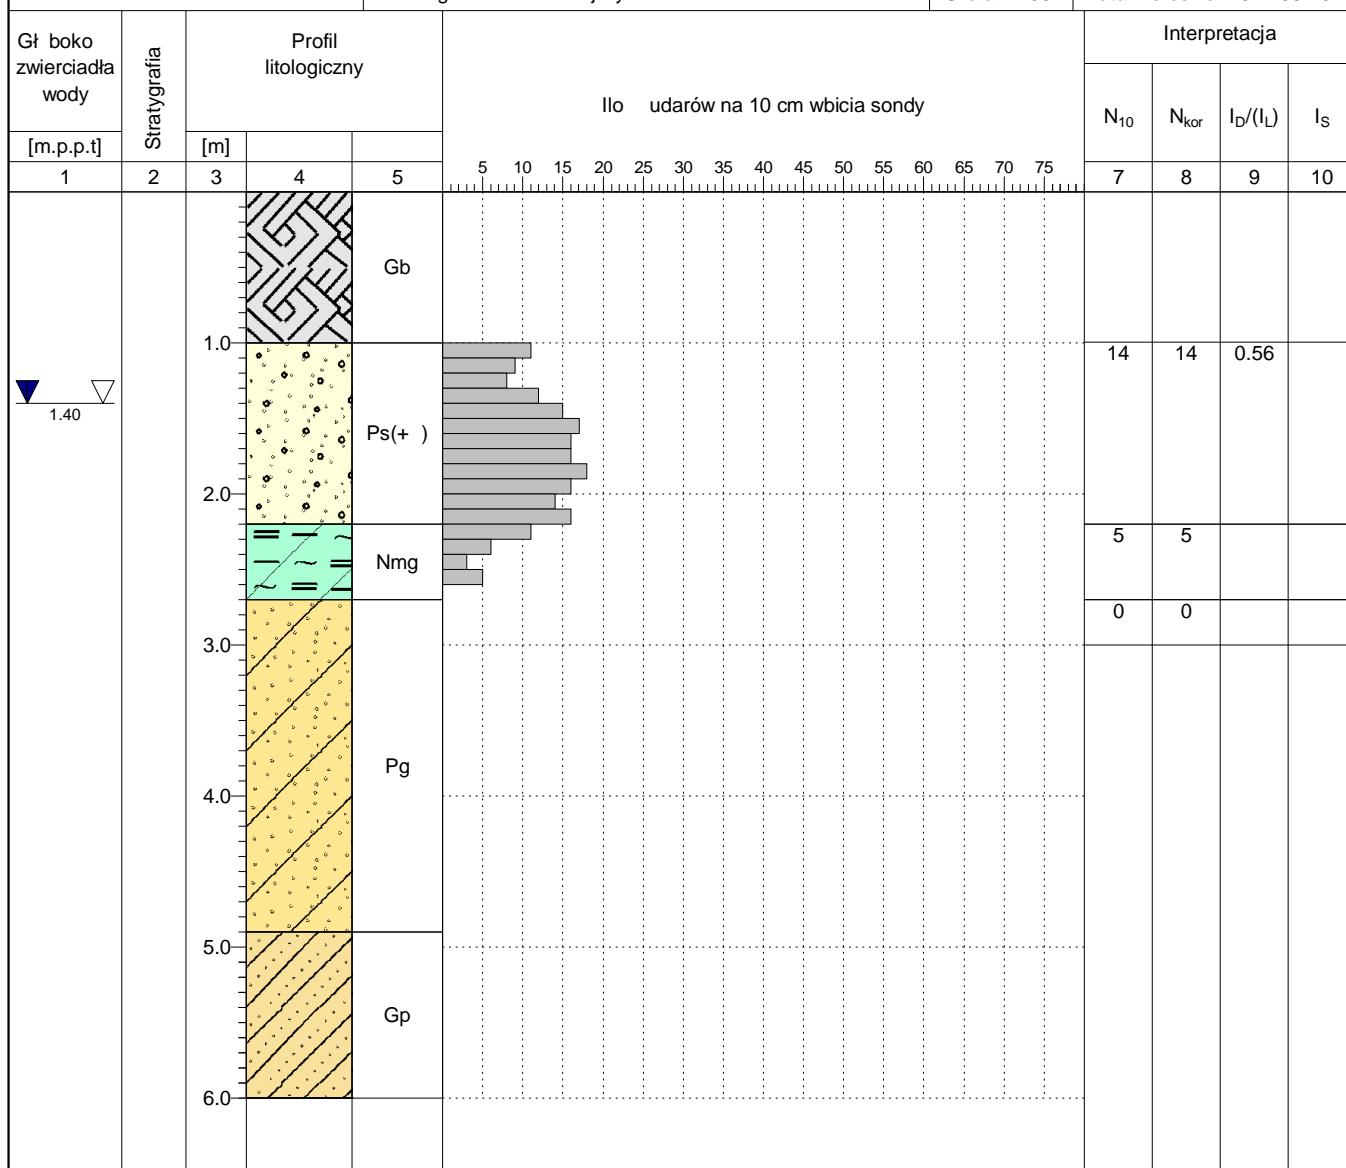 Gł boko
zwierciadła
wody
[m.p.p.t]
1
Stratygrafia
2
Profil
litologiczny
[m]
3
4
5
Ilo udarów na 10 cm wbicia sondy
5 10 15 20 25 30 35 40 45 50 55 60 65 70 75
Interpretacja
N10
Nkor
ID/(IL)
IS
7
8
9
10
Gb
1.0
14 14 0.56
1.40
Ps(+ )
2.0
5 5
Nmg
0 0
3.0
Pg
4.0
5.0
Gp
6.0